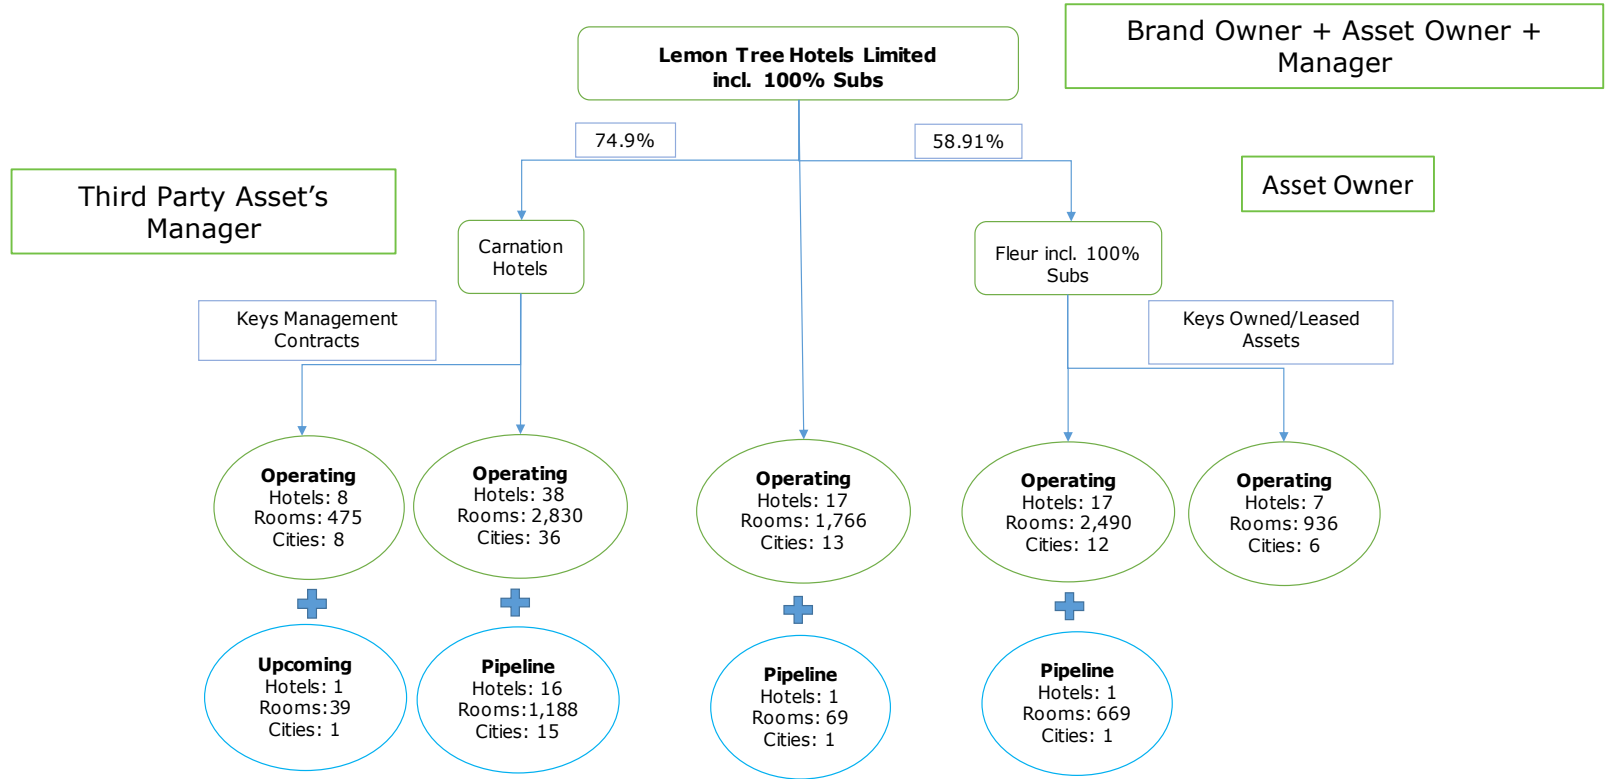 Brand Owner + Asset Owner +
Manager
Lemon Tree Hotels Limited
incl. 100% Subs
74.9%
58.91%
Third Party Asset's
Manager
Asset Owner
Carnation
Hotels
Fleur incl. 100%
Subs
Keys Management
Contracts
Keys Owned/Leased
Assets
Operating
Hotels: 8
Rooms: 475
Cities: 8
Operating
Hotels: 38
Rooms: 2,830
Cities: 36
Operating
Hotels: 17
Rooms: 1,766
Cities: 13
Operating
Hotels: 17
Rooms: 2,490
Cities: 12
Operating
Hotels: 7
Rooms: 936
Cities: 6
Upcoming
Hotels: 1
Rooms:39
Cities: 1
Pipeline
Hotels: 16
Rooms:1,188
Cities: 15
Pipeline
Hotels: 1
Rooms: 69
Cities: 1
Pipeline
Hotels: 1
Rooms: 669
Cities: 1